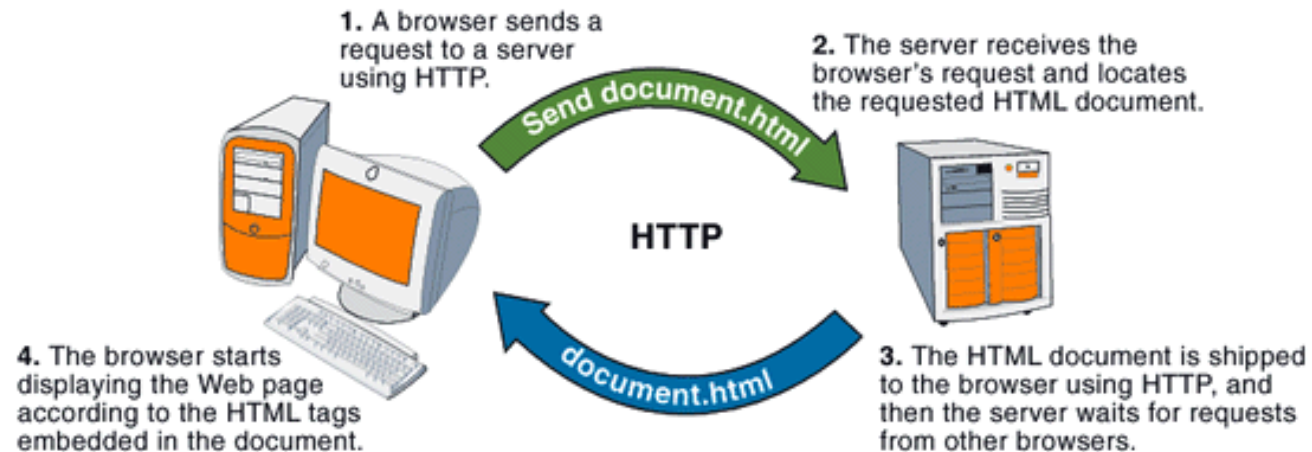 1. A browser sends a
request to a server
using HTTP.
Send document.html
2. The server receives the
browser's request and locates
the requested HTML document.
HTTP
document.html
3. The HTML document is shipped
to the browser using HTTP, and
then the server waits for requests
from other browsers.
4. The browser starts
displaying the Web page
according to the HTML tags
embedded in the document.